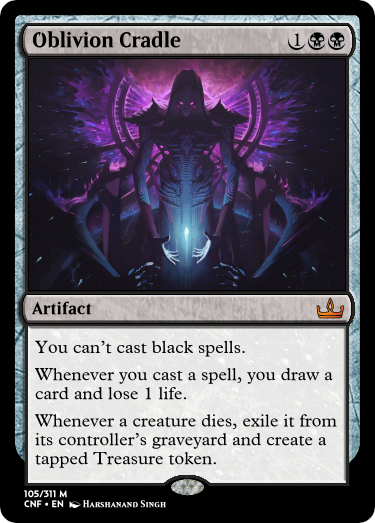 Oblivion Cradle 1
Artifact
You can't cast black spells.
Whenever you cast a spell, you draw a
card and lose 1 life.
Whenever a creature dies, exile it from
its controller's graveyard and create a
tapped Treasure token.
105/311 M
CNF • EN Harshanand Singh